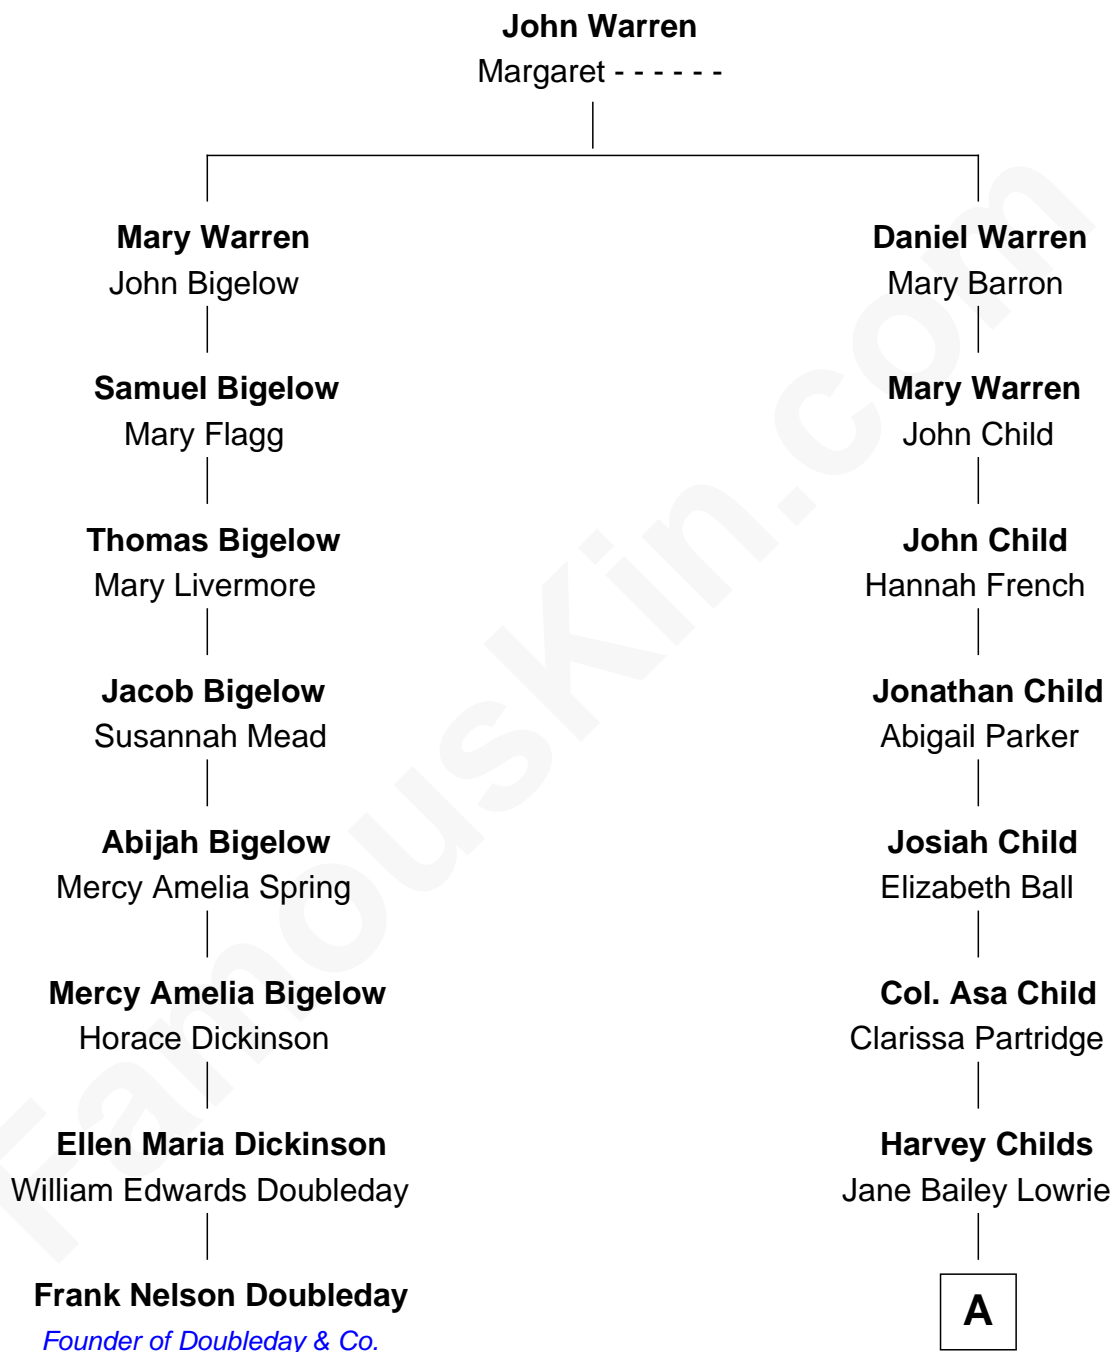 John Warren
Margaret - - - - - -
Mary Warren
John Bigelow
Daniel Warren
Mary Barron
Samuel Bigelow
Mary Flagg
Mary Warren
John Child
Thomas Bigelow
Mary Livermore
John Child
Hannah French
Jacob Bigelow
Susannah Mead
Jonathan Child
Abigail Parker
Abijah Bigelow
Mercy Amelia Spring
Josiah Child
Elizabeth Ball
Mercy Amelia Bigelow
Horace Dickinson
Col. Asa Child
Clarissa Partridge
Ellen Maria Dickinson
William Edwards Doubleday
Harvey Childs
Jane Bailey Lowrie
Frank Nelson Doubleday
Founder of Doubleday & Co.
A
FamousKin.com